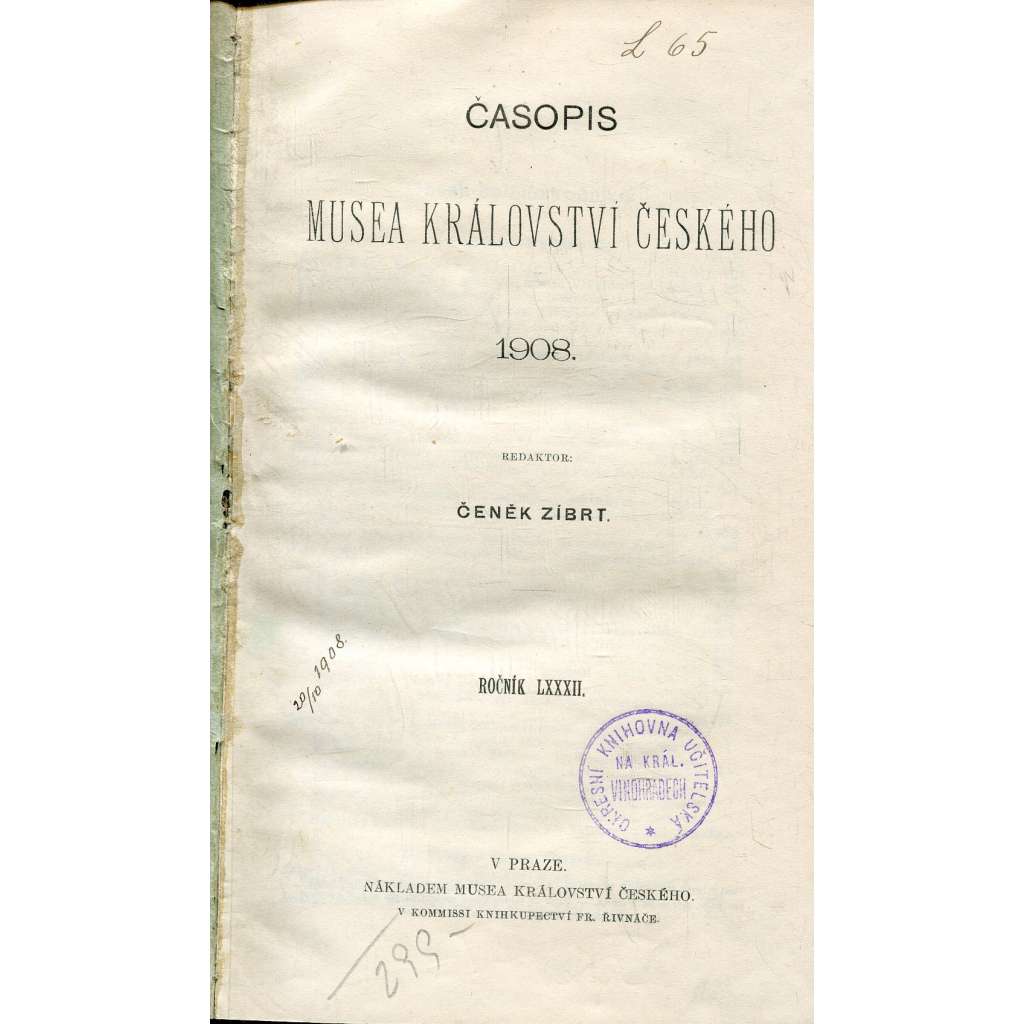 L 65
ČASOPIS
MUSEA KRÁLOVSTVÍ ČESKÉHO
1908.
REDAKTOR:
ČENĚK ZÍBRT.
20/10 1908.
ROČNÍK LXXXII.
OKRESNÍ KNIHOVNA UČITELSKÁ
NA KRÁL.
VINOHRADECH
*
V PRAZE.
NÁKLADEM MUSEA KRÁLOVSTVÍ ČESKÉHO.
V KOMMISSI KNIHKUPECTVÍ FR. ŘIVNÁČE.
299–